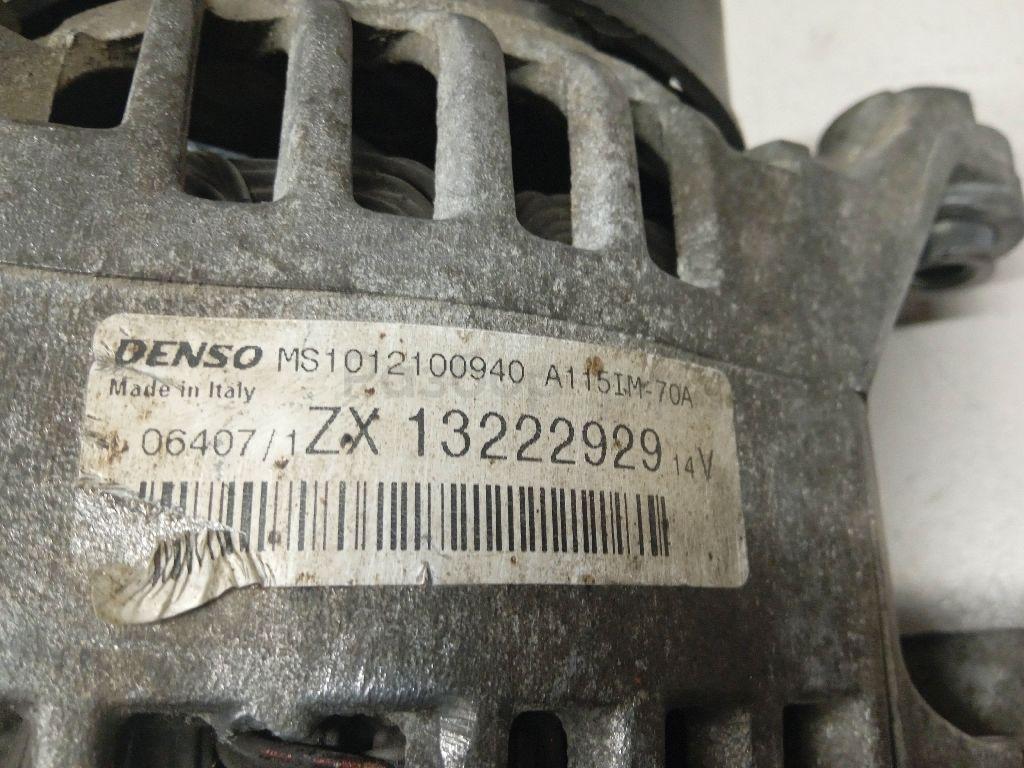 DENSO MS1012100940 A115IM-70A
Made in Italy
06407/1 ZX 13222929 14V